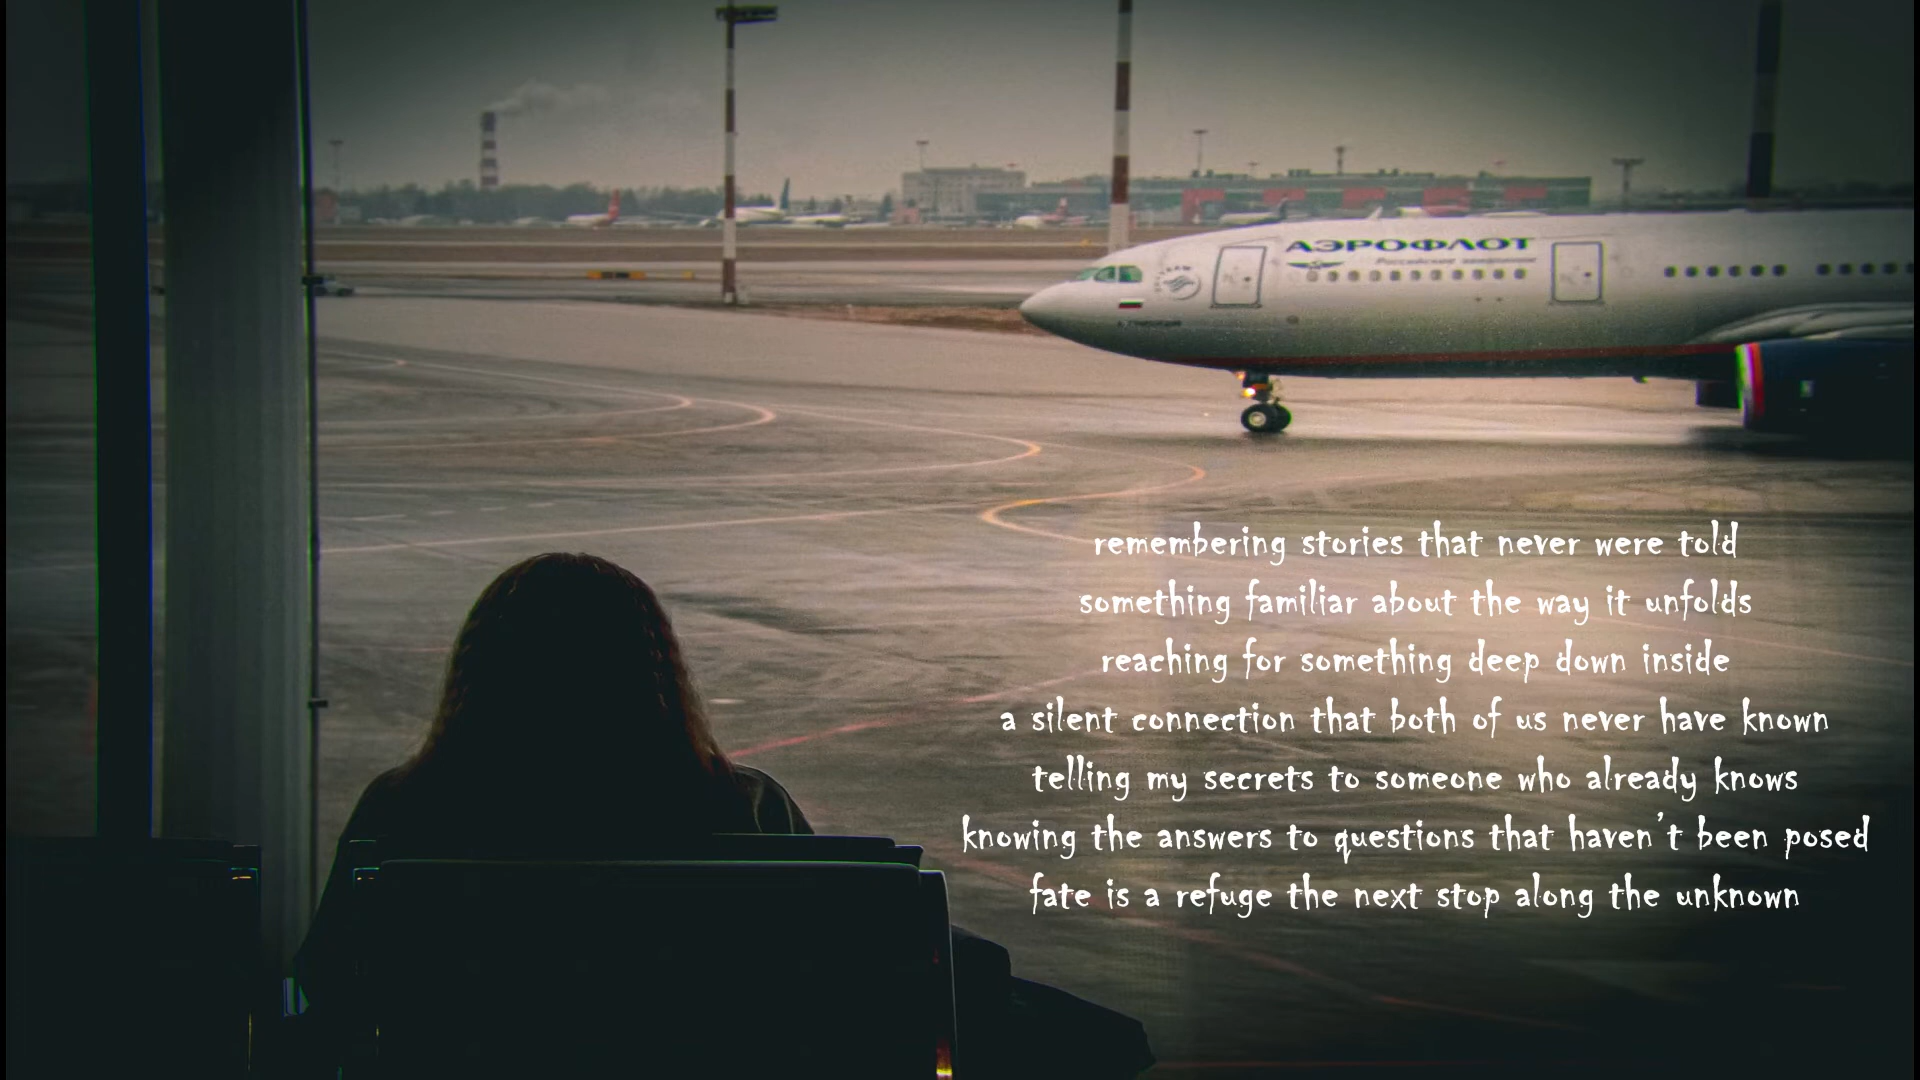 АЭРОФЛОТ
Российские авиалинии
remembering stories that never were told
something familiar about the way it unfolds
reaching for something deep down inside
a silent connection that both of us never have known
telling my secrets to someone who already knows
knowing the answers to questions that haven't been posed
fate is a refuge the next stop along the unknown